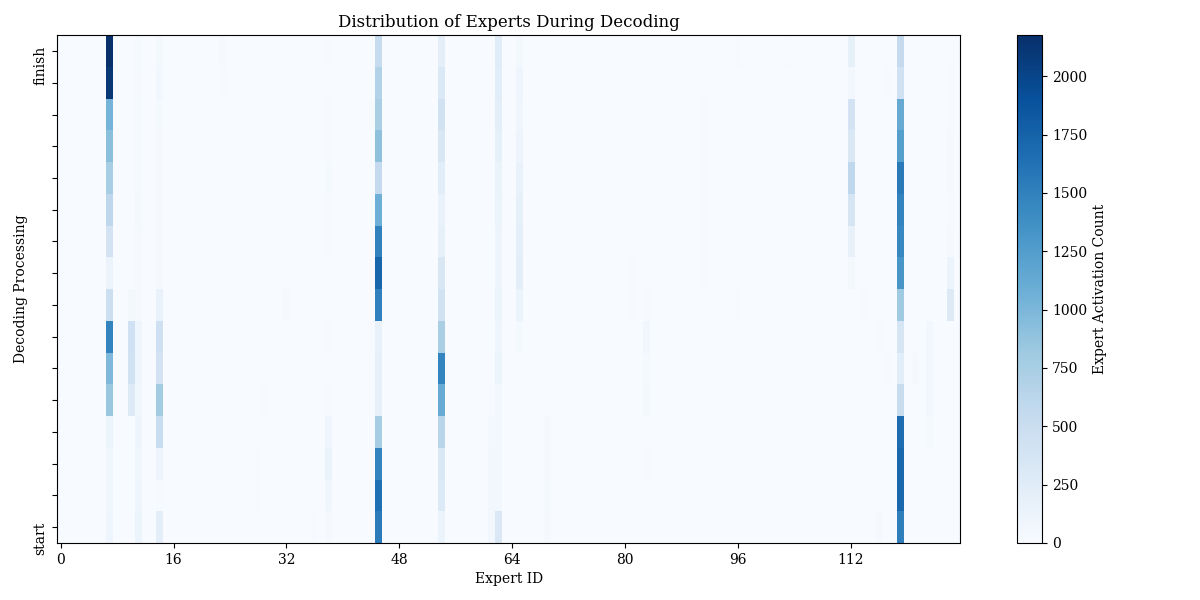 Distribution of Experts During Decoding
finish
Decoding Processing
start
0 16 32 48 64 80 96 112
Expert ID
2000
1750
1500
1250
1000
750
500
250
0
Expert Activation Count